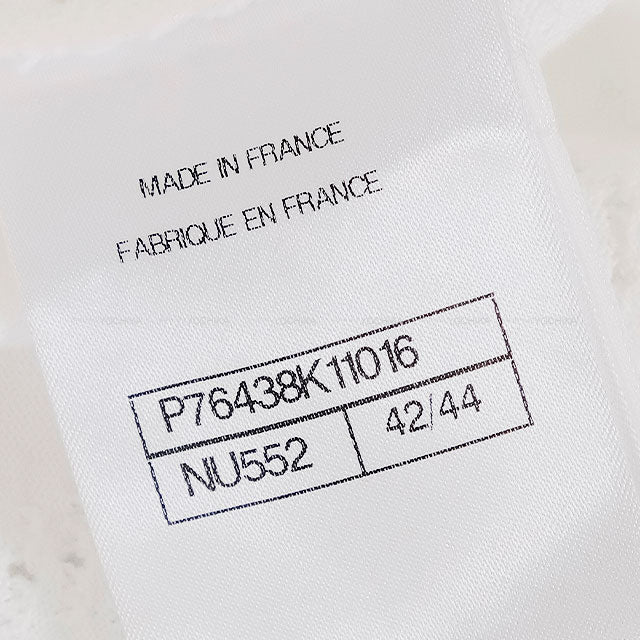 MADE IN FRANCE
FABRIQUE EN FRANCE
P76438K11016
NU552 42/44